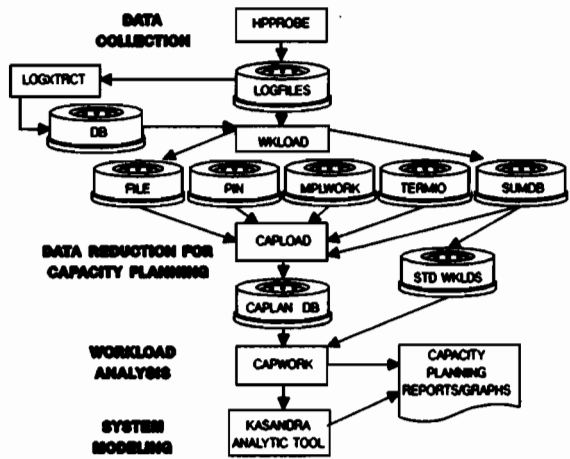 DATA
COLLECTION
HPPROBE
LOGXTRCT
LOGFILES
DB
WKLOAD
FILE
PIN
MIPLWORK
TERMIO
SUMDB
DATA REDUCTION FOR
CAPACITY PLANNING
CAPLOAD
STD WKLDS
CAPLAN DB
WORKLOAD
ANALYSIS
CAPWORK
CAPACITY
PLANNING
REPORTS/GRAPHS
SYSTEM
MODELING
KASANDRA
ANALYTIC TOOL